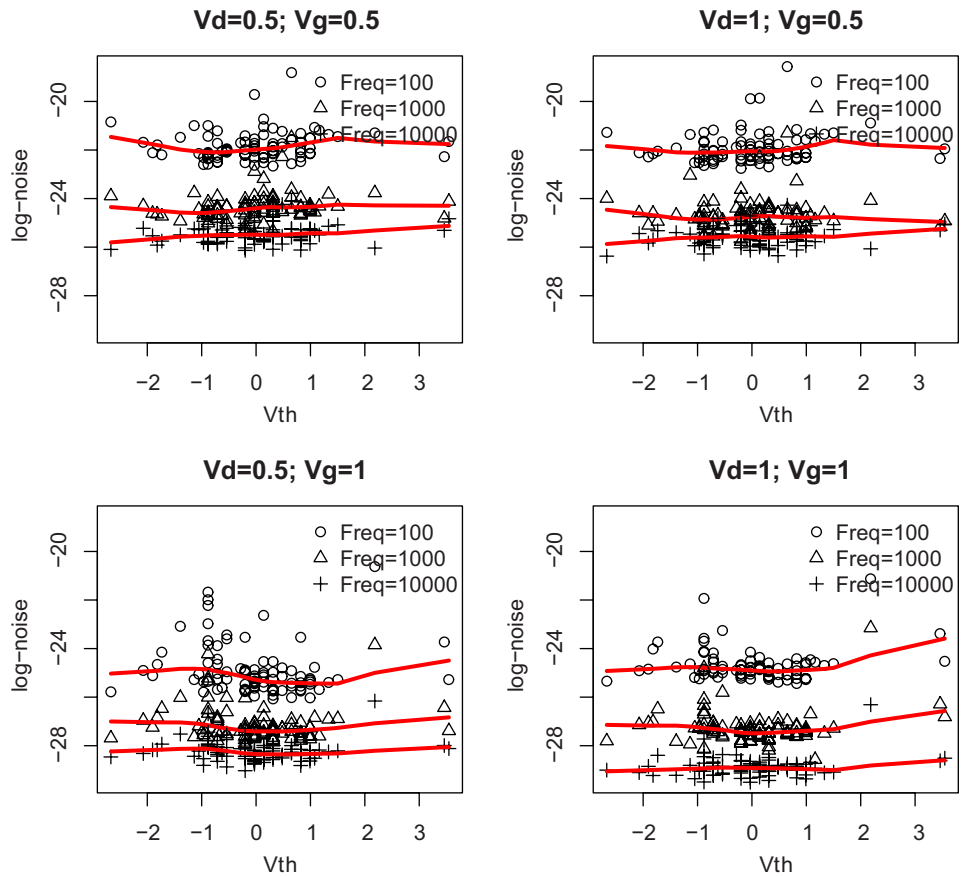 Vd=0.5; Vg=0.5
Freq=100
Freq=1000
Freq=10000
log−noise
−20
−24
−28
−2 −1 0 1 2 3
Vth
Vd=1; Vg=0.5
Freq=100
Freq=1000
Freq=10000
log−noise
−20
−24
−28
−2 −1 0 1 2 3
Vth
Vd=0.5; Vg=1
Freq=100
Freq=1000
Freq=10000
log−noise
−20
−24
−28
−2 −1 0 1 2 3
Vth
Vd=1; Vg=1
Freq=100
Freq=1000
Freq=10000
log−noise
−20
−24
−28
−2 −1 0 1 2 3
Vth